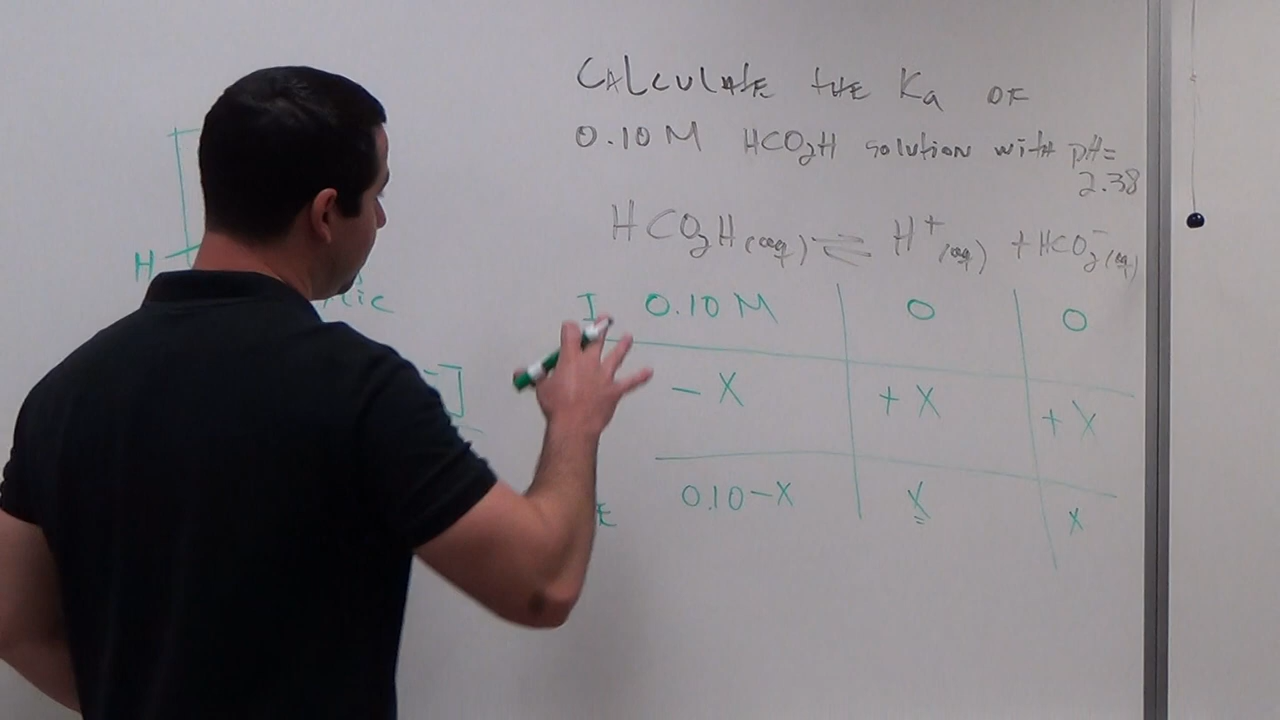 CALCULATE THE Ka OF
0.10 M HCO2H solution with pH=
2.38
HCO2H(aq) ⇌ H+(aq) + HCO2-(aq)
I 0.10 M 0 0
-X +X +X
E 0.10-X X X
H
tic
-]